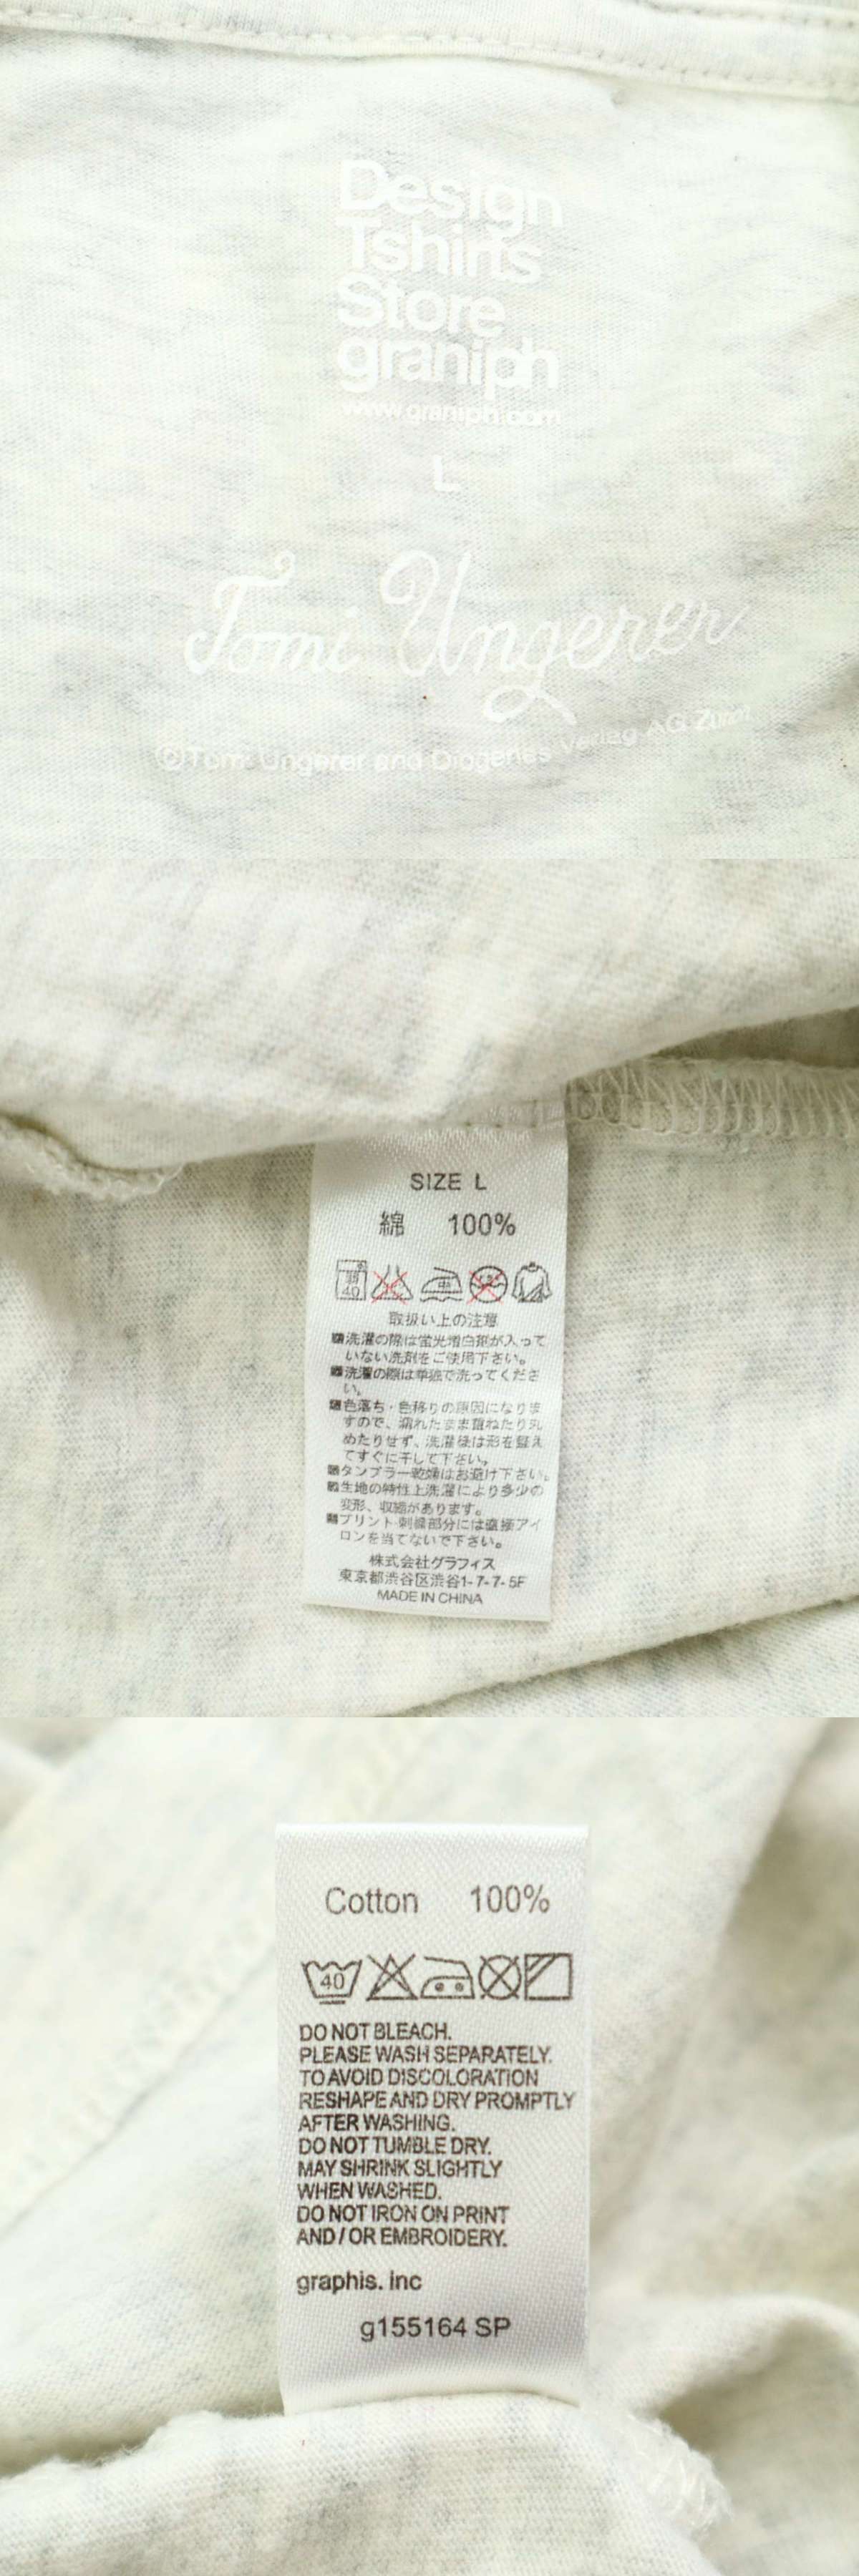 Design
Tshirts
Store
graniph
www.graniph.com
L
Tomi Ungerer
©Tomi Ungerer and Diogenes Verlag AG Zürich
SIZE L
綿 100%
40
中
取扱い上の注意
■洗濯の際は蛍光増白剤が入って
いない洗剤をご使用下さい。
■洗濯の際は単独で洗ってくださ
い。
■色落ち・色移りの原因になりま
すので、濡れたまま重ねたり丸
めたりせず、洗濯後は形を整え
てすぐに干して下さい。
■タンブラー乾燥はお避け下さい。
■生地の特性上洗濯により多少の
変形、収縮があります。
■プリント・刺繍部分には直接アイ
ロンを当てないで下さい。
株式会社グラフィス
東京都渋谷区渋谷1-7-7-5F
MADE IN CHINA
Cotton 100%
40
DO NOT BLEACH.
PLEASE WASH SEPARATELY.
TO AVOID DISCOLORATION
RESHAPE AND DRY PROMPTLY
AFTER WASHING.
DO NOT TUMBLE DRY.
MAY SHRINK SLIGHTLY
WHEN WASHED.
DO NOT IRON ON PRINT
AND / OR EMBROIDERY.
graphis. inc
g155164 SP